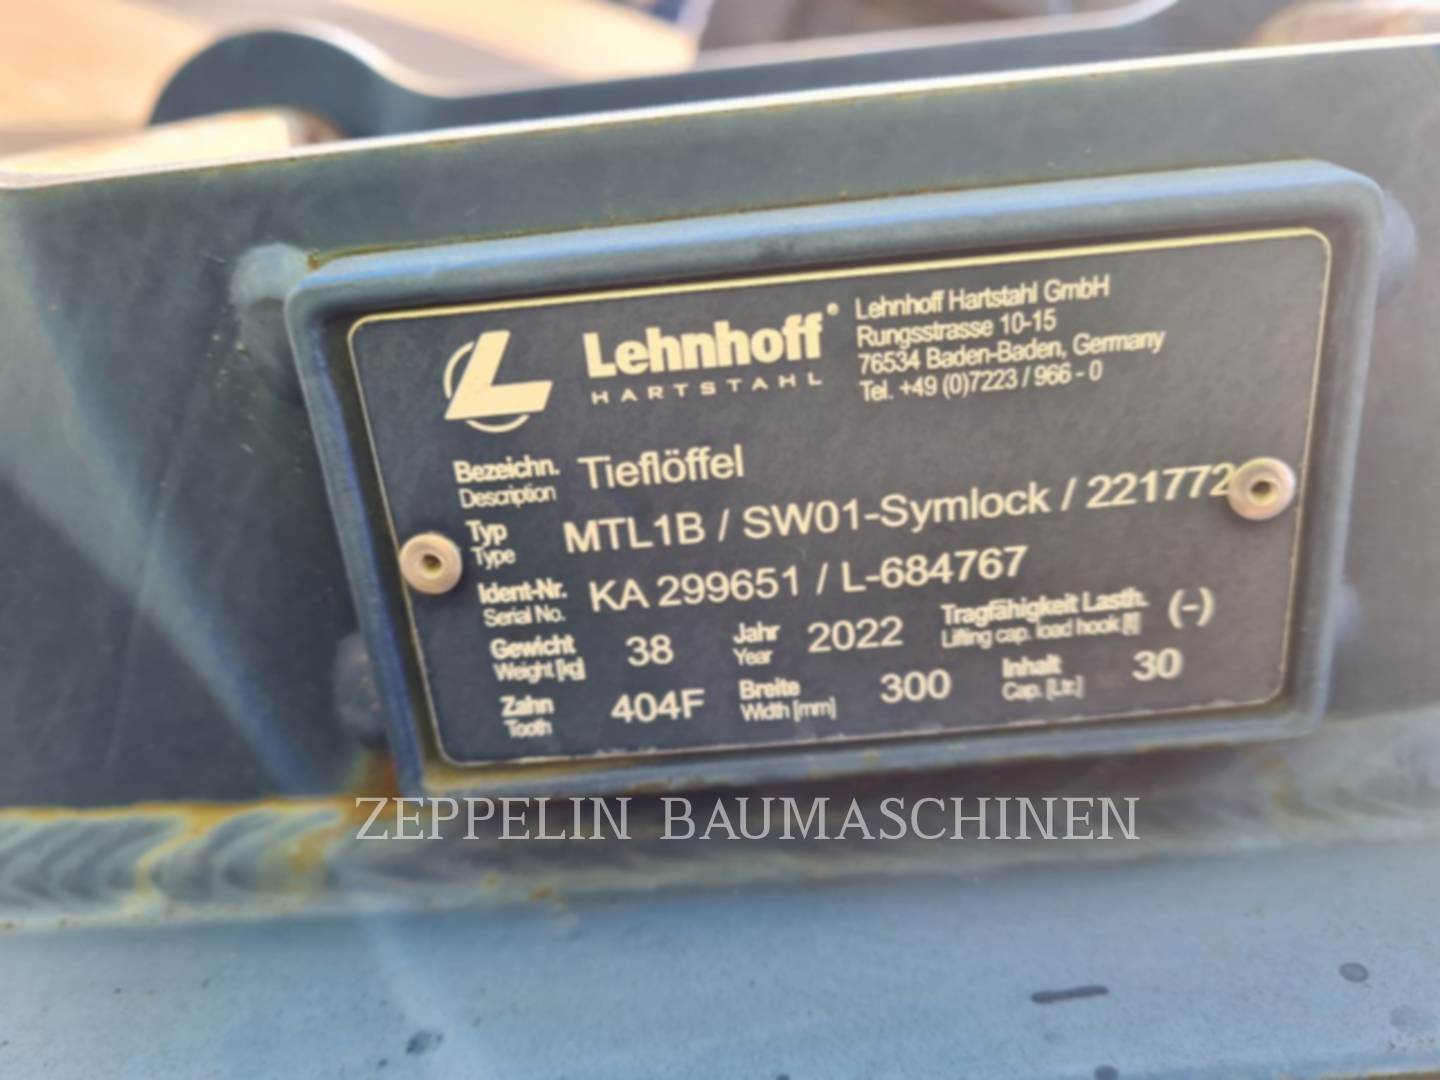 Lehnhoff®
HARTSTAHL
Lehnhoff Hartstahl GmbH
Rungsstrasse 10-15
76534 Baden-Baden, Germany
Tel. +49 (0)7223 / 966 - 0
Bezeichn. Tieflöffel
Description
Typ MTL1B / SW01-Symlock / 221772
Type
Ident-Nr. KA 299651 / L-684767
Serial No.
Gewicht 38 Jahr 2022 Tragfähigkeit Lasth. (-)
Weight [kg] Year Lifting cap. load hook [t]
Zahn 404F Breite 300 Inhalt 30
Tooth Width [mm] Cap. [Ltr.]
ZEPPELIN BAUMASCHINEN